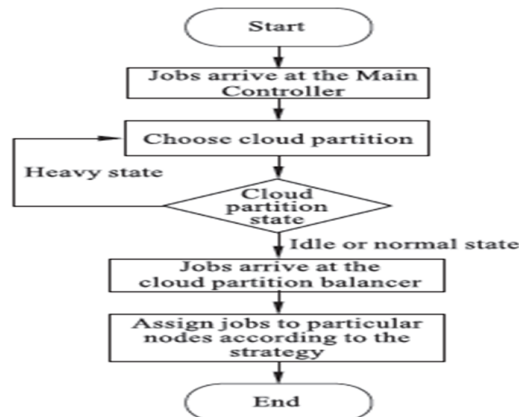 Start
Jobs arrive at the Main
Controller
Choose cloud partition
Heavy state
Cloud
partition
state
Idle or normal state
Jobs arrive at the
cloud partition balancer
Assign jobs to particular
nodes according to the
strategy
End